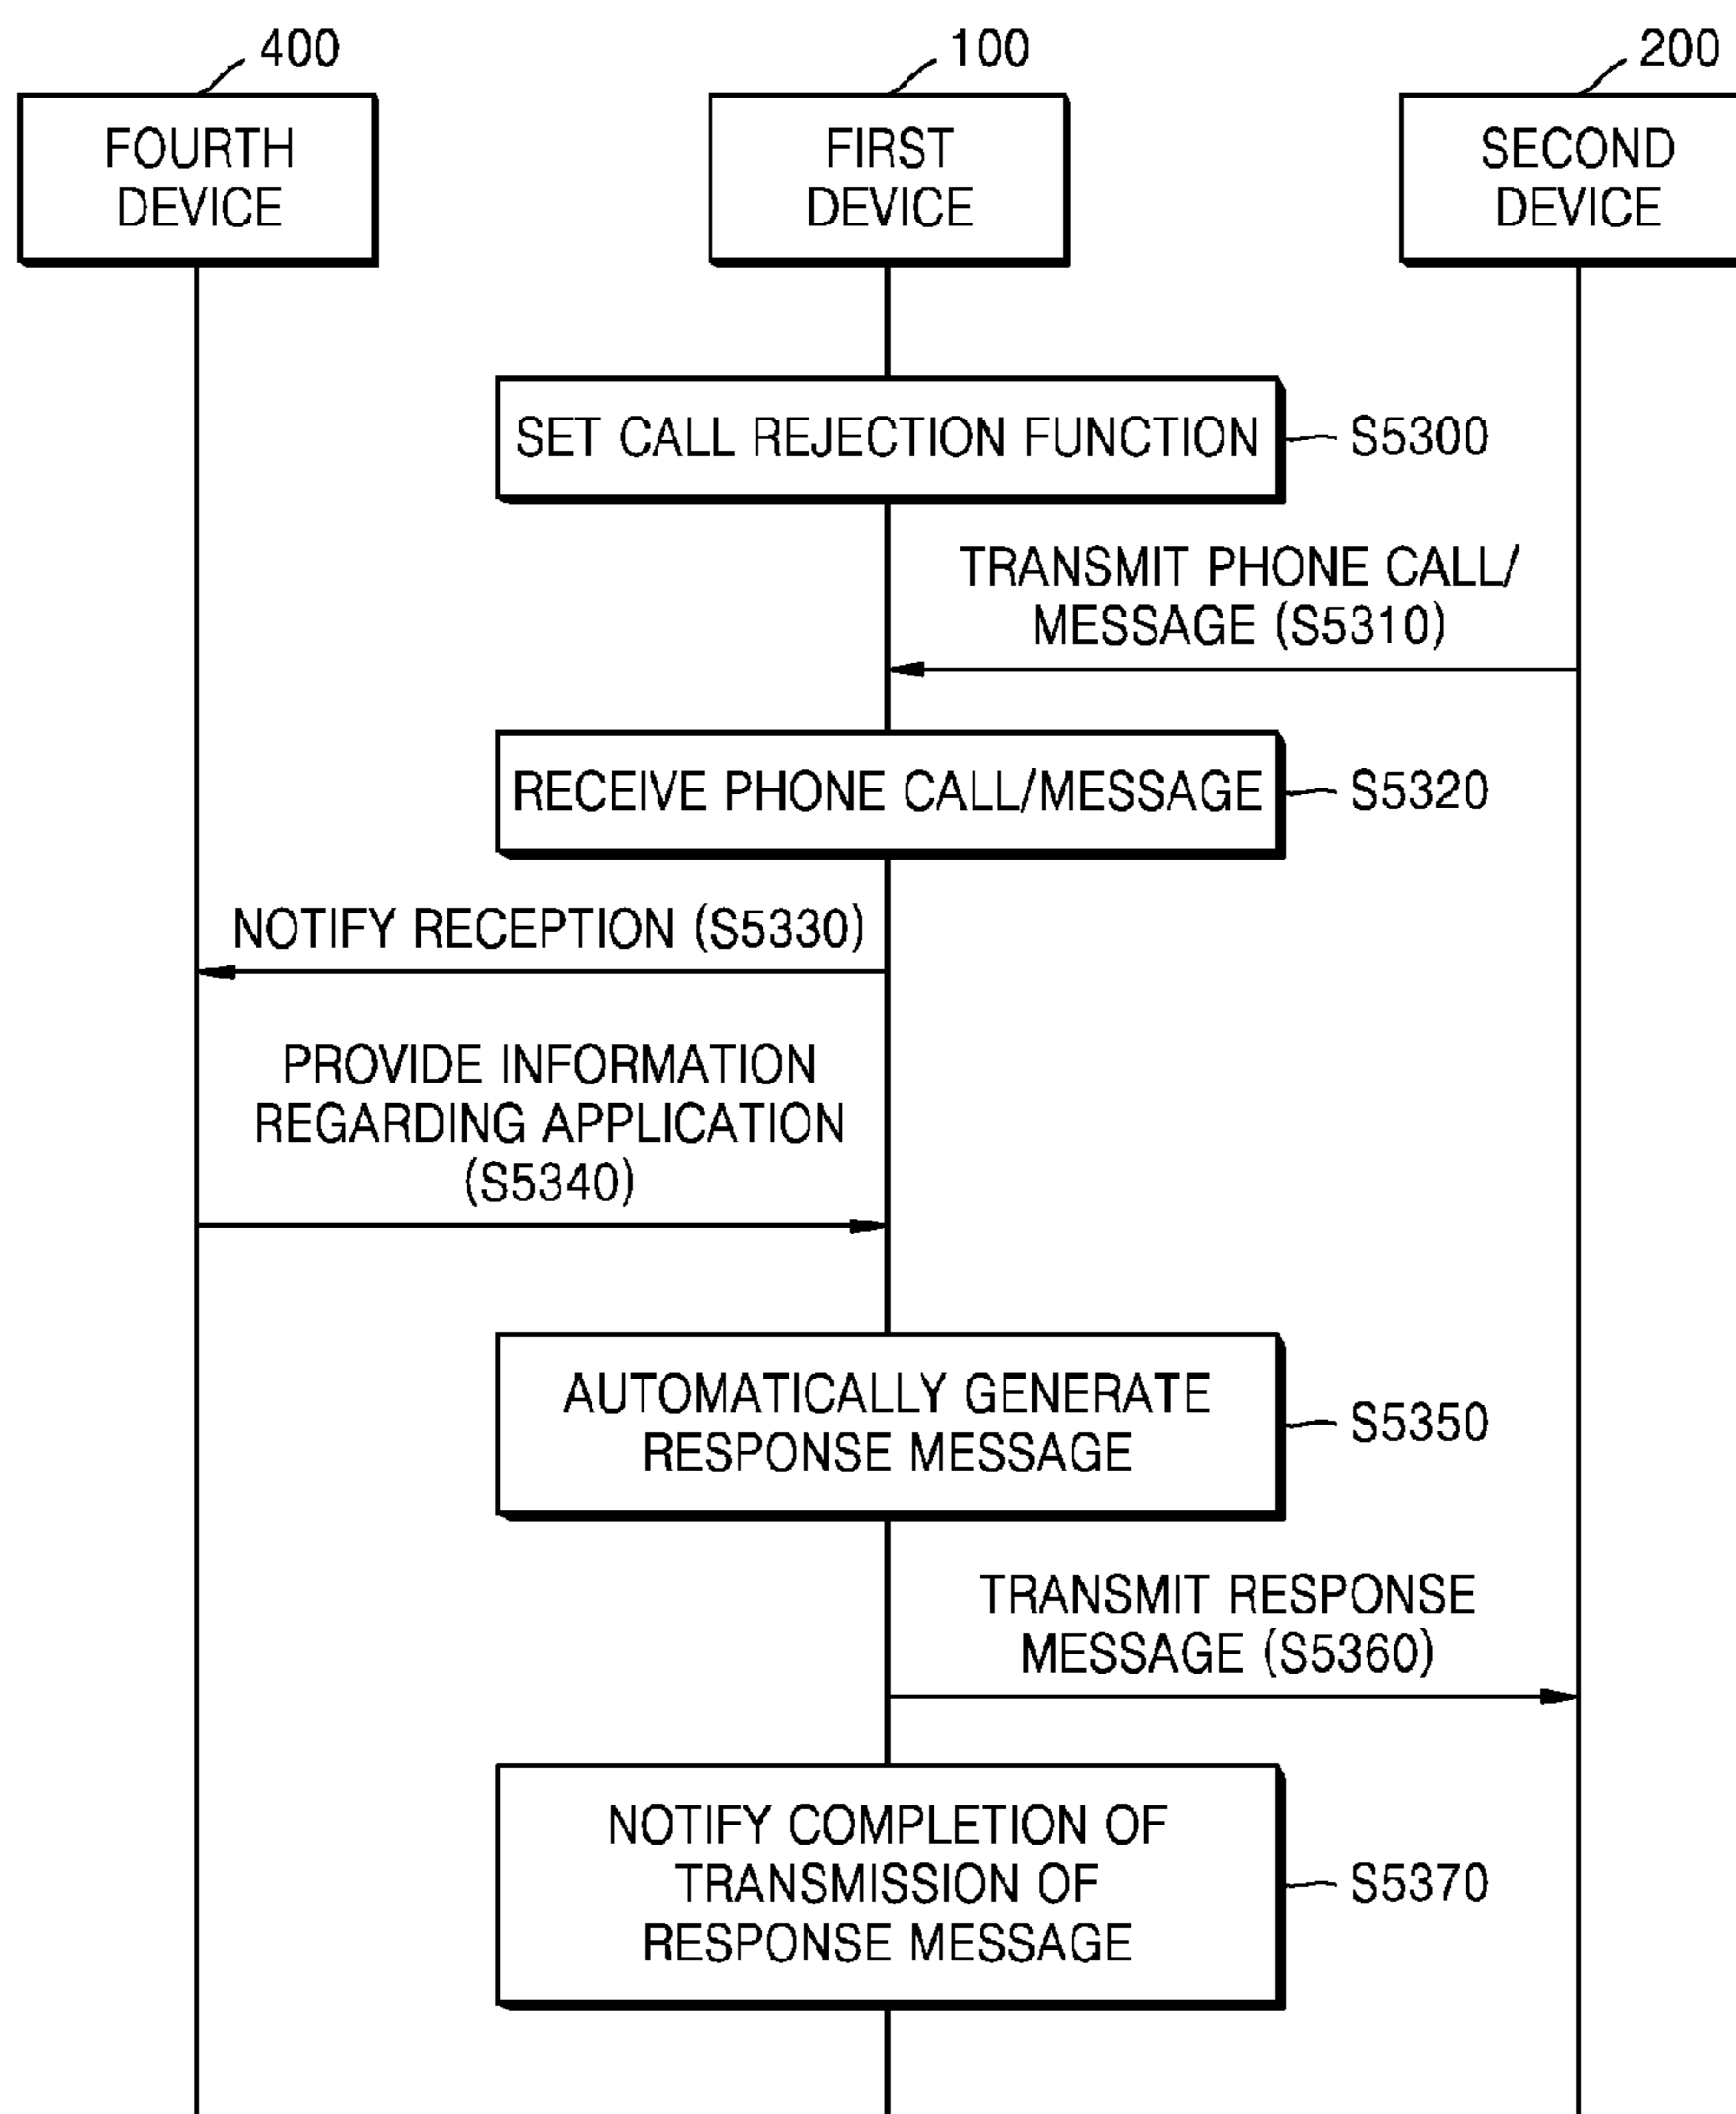 400
100
200
FOURTH
DEVICE
FIRST
DEVICE
SECOND
DEVICE
SET CALL REJECTION FUNCTION
S5300
TRANSMIT PHONE CALL/
MESSAGE (S5310)
RECEIVE PHONE CALL/MESSAGE
S5320
NOTIFY RECEPTION (S5330)
PROVIDE INFORMATION
REGARDING APPLICATION
(S5340)
AUTOMATICALLY GENERATE
RESPONSE MESSAGE
S5350
TRANSMIT RESPONSE
MESSAGE (S5360)
NOTIFY COMPLETION OF
TRANSMISSION OF
RESPONSE MESSAGE
S5370